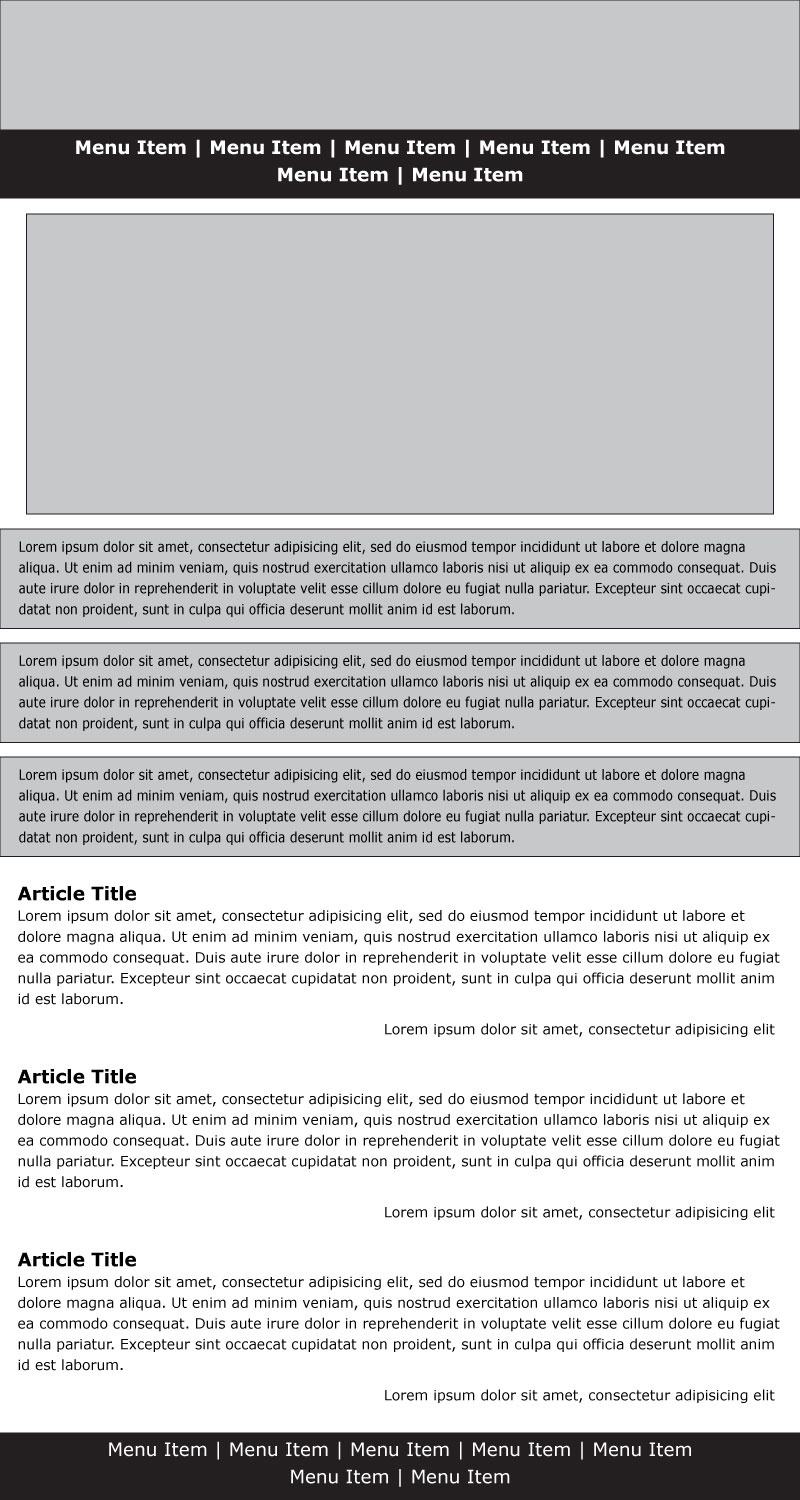 Menu Item | Menu Item | Menu Item | Menu Item | Menu Item
Menu Item | Menu Item
Lorem ipsum dolor sit amet, consectetur adipisicing elit, sed do eiusmod tempor incididunt ut labore et dolore magna
aliqua. Ut enim ad minim veniam, quis nostrud exercitation ullamco laboris nisi ut aliquip ex ea commodo consequat. Duis
aute irure dolor in reprehenderit in voluptate velit esse cillum dolore eu fugiat nulla pariatur. Excepteur sint occaecat cupi-
datat non proident, sunt in culpa qui officia deserunt mollit anim id est laborum.
Lorem ipsum dolor sit amet, consectetur adipisicing elit, sed do eiusmod tempor incididunt ut labore et dolore magna
aliqua. Ut enim ad minim veniam, quis nostrud exercitation ullamco laboris nisi ut aliquip ex ea commodo consequat. Duis
aute irure dolor in reprehenderit in voluptate velit esse cillum dolore eu fugiat nulla pariatur. Excepteur sint occaecat cupi-
datat non proident, sunt in culpa qui officia deserunt mollit anim id est laborum.
Lorem ipsum dolor sit amet, consectetur adipisicing elit, sed do eiusmod tempor incididunt ut labore et dolore magna
aliqua. Ut enim ad minim veniam, quis nostrud exercitation ullamco laboris nisi ut aliquip ex ea commodo consequat. Duis
aute irure dolor in reprehenderit in voluptate velit esse cillum dolore eu fugiat nulla pariatur. Excepteur sint occaecat cupi-
datat non proident, sunt in culpa qui officia deserunt mollit anim id est laborum.
Article Title
Lorem ipsum dolor sit amet, consectetur adipisicing elit, sed do eiusmod tempor incididunt ut labore et
dolore magna aliqua. Ut enim ad minim veniam, quis nostrud exercitation ullamco laboris nisi ut aliquip ex
ea commodo consequat. Duis aute irure dolor in reprehenderit in voluptate velit esse cillum dolore eu fugiat
nulla pariatur. Excepteur sint occaecat cupidatat non proident, sunt in culpa qui officia deserunt mollit anim
id est laborum.
Lorem ipsum dolor sit amet, consectetur adipisicing elit
Article Title
Lorem ipsum dolor sit amet, consectetur adipisicing elit, sed do eiusmod tempor incididunt ut labore et
dolore magna aliqua. Ut enim ad minim veniam, quis nostrud exercitation ullamco laboris nisi ut aliquip ex
ea commodo consequat. Duis aute irure dolor in reprehenderit in voluptate velit esse cillum dolore eu fugiat
nulla pariatur. Excepteur sint occaecat cupidatat non proident, sunt in culpa qui officia deserunt mollit anim
id est laborum.
Lorem ipsum dolor sit amet, consectetur adipisicing elit
Article Title
Lorem ipsum dolor sit amet, consectetur adipisicing elit, sed do eiusmod tempor incididunt ut labore et
dolore magna aliqua. Ut enim ad minim veniam, quis nostrud exercitation ullamco laboris nisi ut aliquip ex
ea commodo consequat. Duis aute irure dolor in reprehenderit in voluptate velit esse cillum dolore eu fugiat
nulla pariatur. Excepteur sint occaecat cupidatat non proident, sunt in culpa qui officia deserunt mollit anim
id est laborum.
Lorem ipsum dolor sit amet, consectetur adipisicing elit
Menu Item | Menu Item | Menu Item | Menu Item | Menu Item
Menu Item | Menu Item